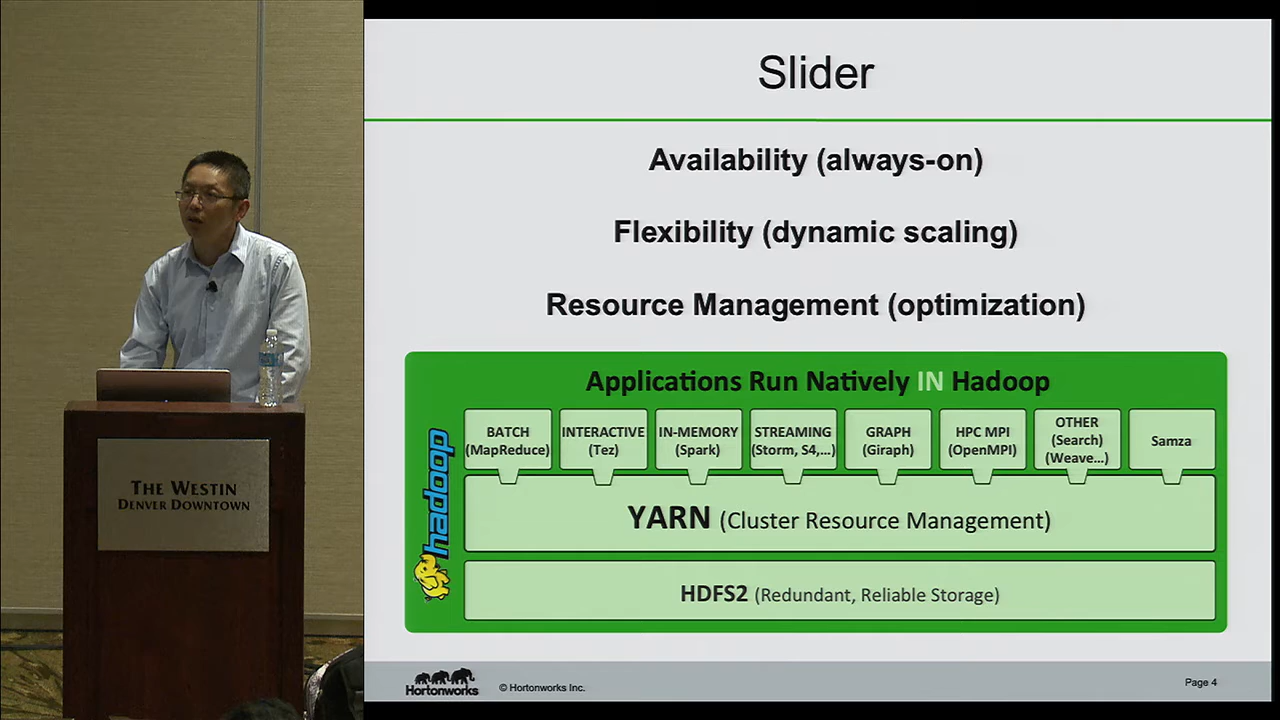 Slider
Availability (always-on)
Flexibility (dynamic scaling)
Resource Management (optimization)
Applications Run Natively IN Hadoop
BATCH
(MapReduce)
INTERACTIVE
(Tez)
IN-MEMORY
(Spark)
STREAMING
(Storm, S4,...)
GRAPH
(Giraph)
HPC MPI
(OpenMPI)
OTHER
(Search)
(Weave...)
Samza
hadoop
YARN (Cluster Resource Management)
HDFS2 (Redundant, Reliable Storage)
Hortonworks
© Hortonworks Inc.
Page 4
THE WESTIN
DENVER DOWNTOWN